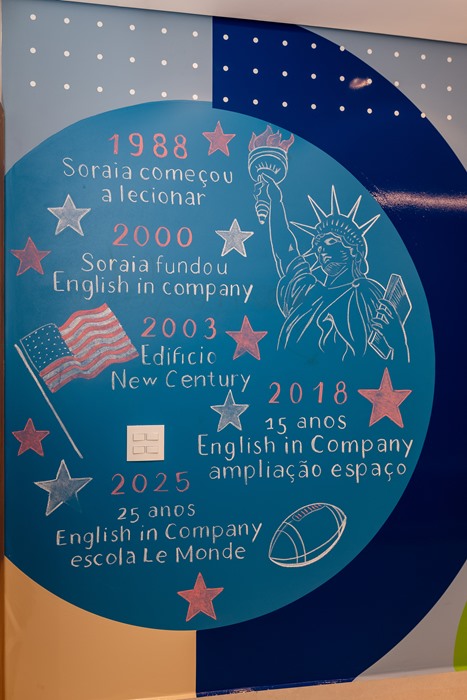 1988
Soraia começou
a lecionar
2000
Soraia fundou
English in company
2003
Edificio
New Century
2018
15 anos
English in Company
ampliação espaço
2025
25 anos
English in Company
escola Le Monde